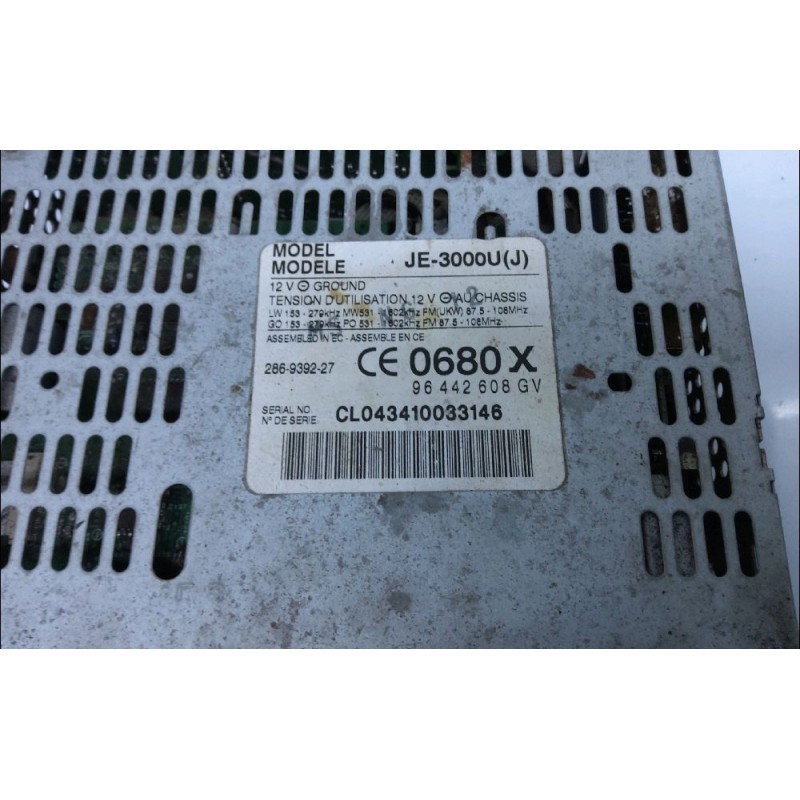 MODEL
MODELE JE-3000U(J)
12 V ⊖ GROUND
TENSION D'UTILISATION 12 V ⊖ AU CHASSIS
LW 153 - 279kHz MW531 - 1602kHz FM(UKW) 87.5 - 108MHz
GO 153 - 279kHz PO 531 - 1602kHz FM 87.5 - 108MHz
ASSEMBLED IN EC - ASSEMBLE EN CE
286-9392-27 CE 0680 X
96 442 608 GV
SERIAL NO.
N° DE SERIE. CL043410033146